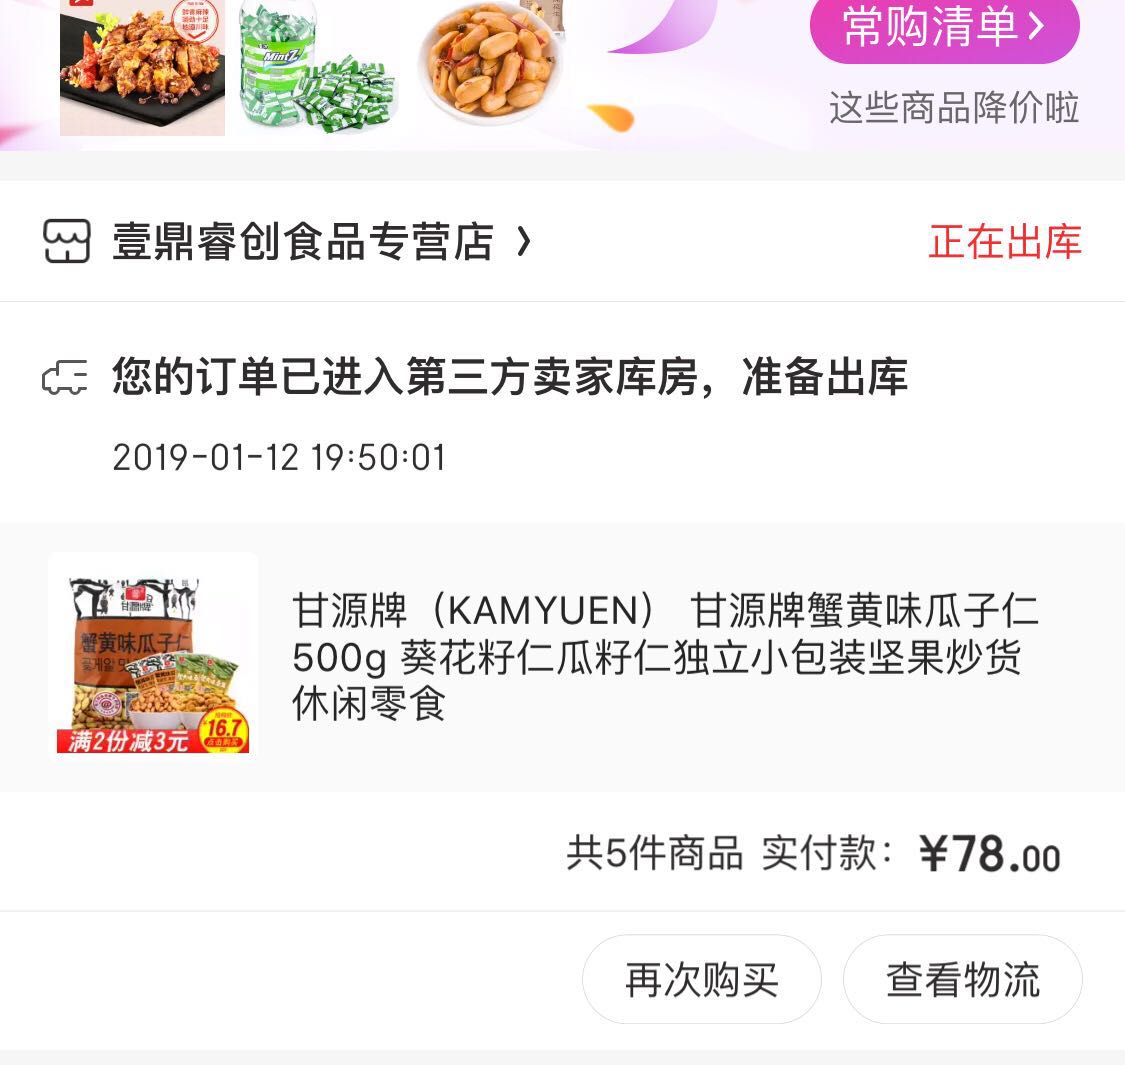 MintZ
常购清单
这些商品降价啦
壹鼎睿创食品专营店
正在出库
您的订单已进入第三方卖家库房，准备出库
2019-01-12 19:50:01
甘源牌
蟹黄味瓜子仁
满2份减3元
16.7
点击购买
甘源牌（KAMYUEN） 甘源牌蟹黄味瓜子仁
500g 葵花籽仁瓜籽仁独立小包装坚果炒货
休闲零食
共5件商品 实付款：¥78.00
再次购买
查看物流